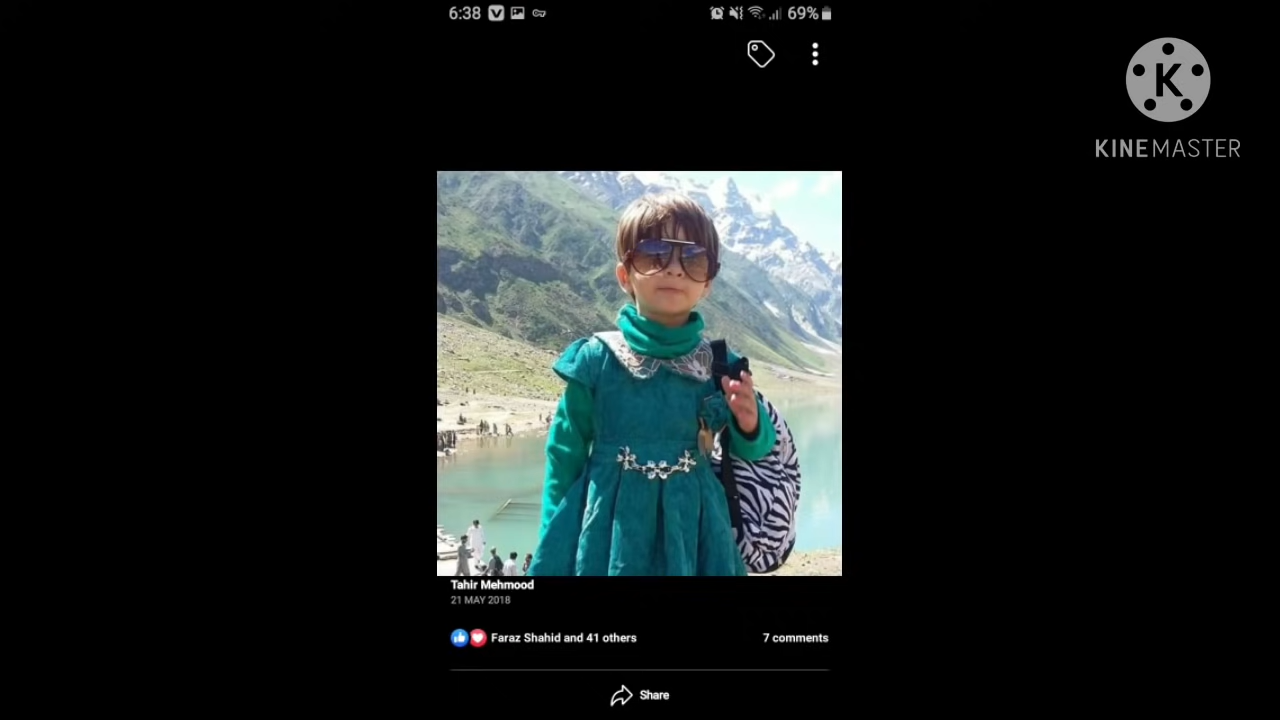 6:38
69%
K
KINEMASTER
Tahir Mehmood
21 MAY 2018
Faraz Shahid and 41 others
7 comments
Share